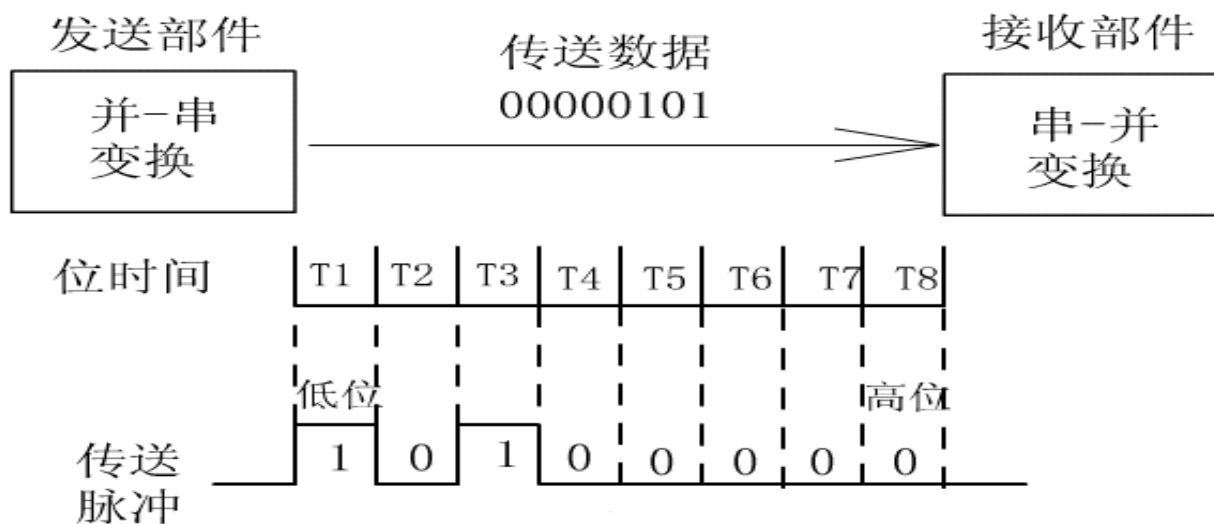 发送部件
传送数据
接收部件
并-串
变换
00000101
串-并
变换
位时间
T1 T2 T3 T4 T5 T6 T7 T8
低位
高位
传送
脉冲
1 0 1 0 0 0 0 0